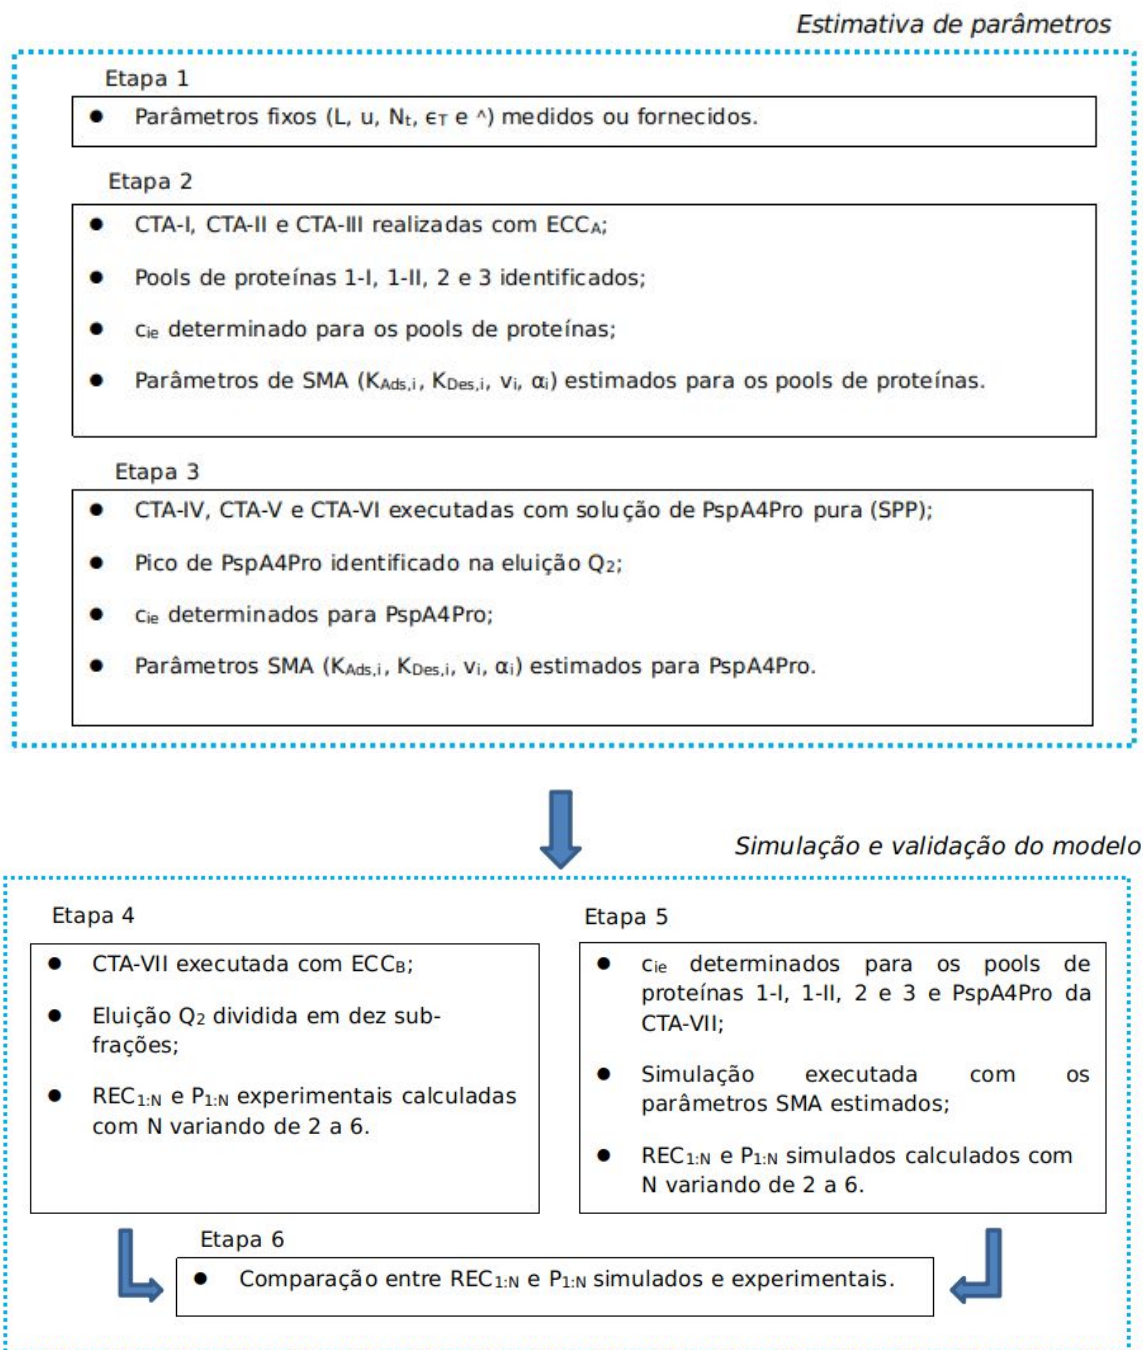 Estimativa de parâmetros
Etapa 1
● Parâmetros fixos (L, u, Nₜ, ϵT e ^) medidos ou fornecidos.
Etapa 2
● CTA-I, CTA-II e CTA-III realizadas com ECCA;
● Pools de proteínas 1-I, 1-II, 2 e 3 identificados;
● cie determinado para os pools de proteínas;
● Parâmetros de SMA (KAds,i, KDes,i, vi, αi) estimados para os pools de proteínas.
Etapa 3
● CTA-IV, CTA-V e CTA-VI executadas com solução de PspA4Pro pura (SPP);
● Pico de PspA4Pro identificado na eluição Q₂;
● cie determinados para PspA4Pro;
● Parâmetros SMA (KAds,i, KDes,i, vi, αi) estimados para PspA4Pro.
Simulação e validação do modelo
Etapa 4
● CTA-VII executada com ECCB;
● Eluição Q₂ dividida em dez sub-
frações;
● REC1:N e P1:N experimentais calculadas
com N variando de 2 a 6.
Etapa 5
● cie determinados para os pools de
proteínas 1-I, 1-II, 2 e 3 e PspA4Pro da
CTA-VII;
● Simulação executada com os
parâmetros SMA estimados;
● REC1:N e P1:N simulados calculados com
N variando de 2 a 6.
Etapa 6
● Comparação entre REC1:N e P1:N simulados e experimentais.